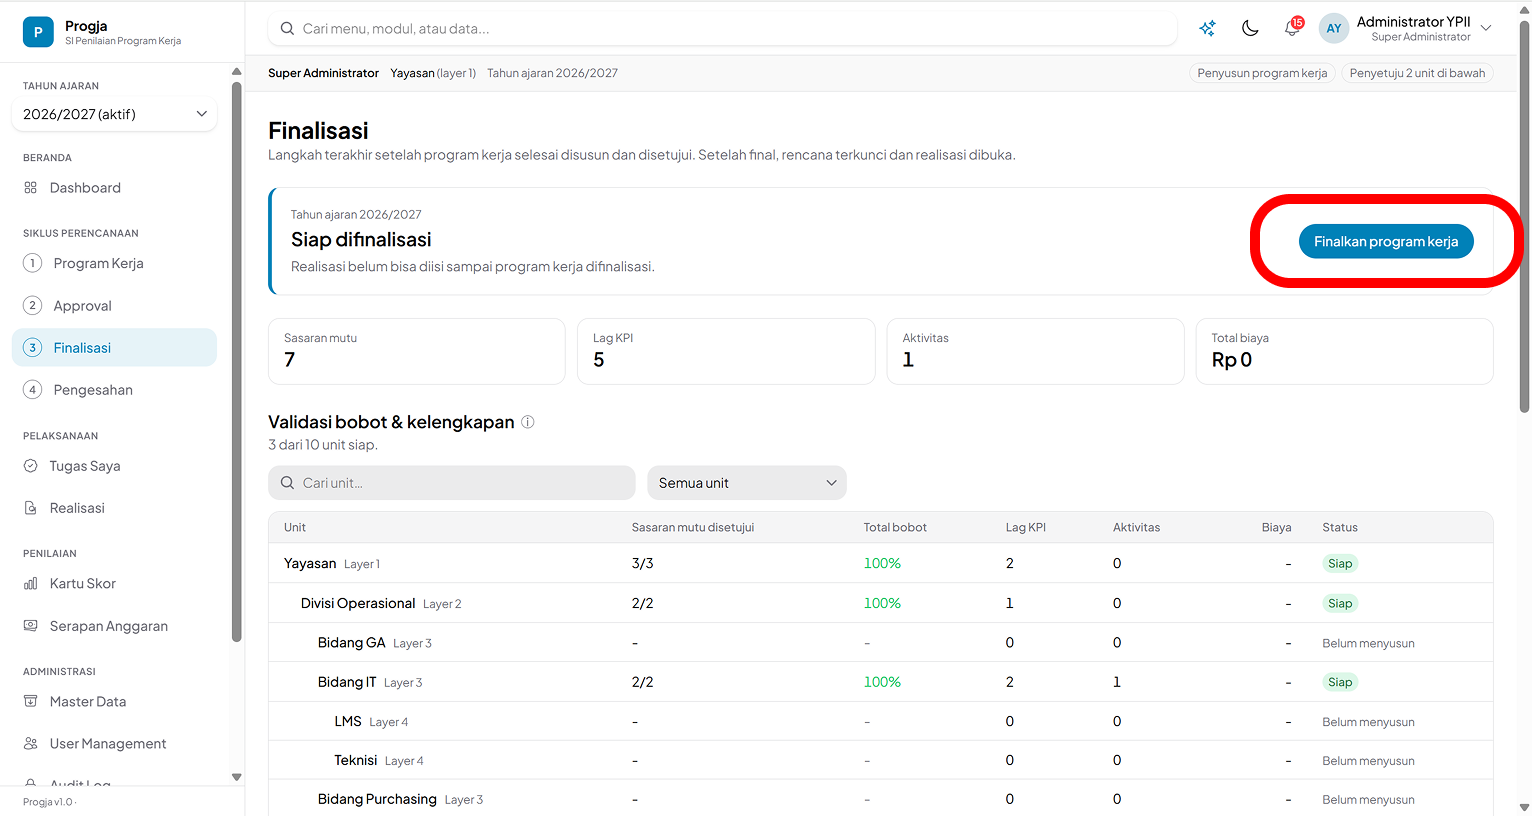 P
Progja
SI Penilaian Program Kerja
Cari menu, modul, atau data...
15
AY
Administrator YPII
Super Administrator
Super Administrator Yayasan (layer 1) Tahun ajaran 2026/2027
Penyusun program kerja
Penyetuju 2 unit di bawah
TAHUN AJARAN
2026/2027 (aktif)
BERANDA
Dashboard
SIKLUS PERENCANAAN
1 Program Kerja
2 Approval
3 Finalisasi
4 Pengesahan
PELAKSANAAN
Tugas Saya
Realisasi
PENILAIAN
Kartu Skor
Serapan Anggaran
ADMINISTRASI
Master Data
User Management
Audit Log
Progja v1.0 ·
Finalisasi
Langkah terakhir setelah program kerja selesai disusun dan disetujui. Setelah final, rencana terkunci dan realisasi dibuka.
Tahun ajaran 2026/2027
Siap difinalisasi
Realisasi belum bisa diisi sampai program kerja difinalisasi.
Finalkan program kerja
Sasaran mutu
7
Lag KPI
5
Aktivitas
1
Total biaya
Rp 0
Validasi bobot & kelengkapan
3 dari 10 unit siap.
Cari unit...
Semua unit
Unit Sasaran mutu disetujui Total bobot Lag KPI Aktivitas Biaya Status
Yayasan Layer 1 3/3 100% 2 0 - Siap
Divisi Operasional Layer 2 2/2 100% 1 0 - Siap
Bidang GA Layer 3 - - 0 0 - Belum menyusun
Bidang IT Layer 3 2/2 100% 2 1 - Siap
LMS Layer 4 - - 0 0 - Belum menyusun
Teknisi Layer 4 - - 0 0 - Belum menyusun
Bidang Purchasing Layer 3 - - 0 0 - Belum menyusun